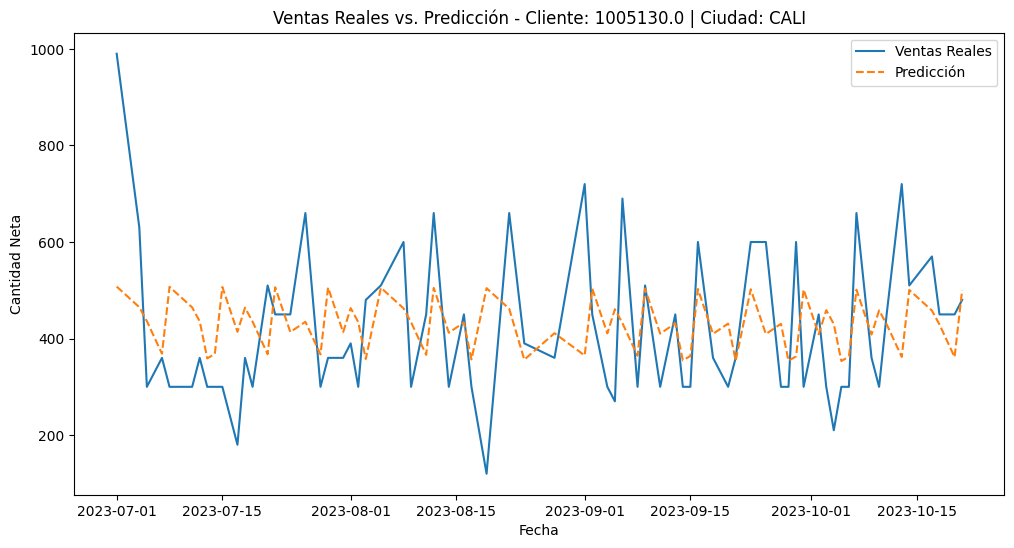 Ventas Reales vs. Predicción - Cliente: 1005130.0 | Ciudad: CALI
Ventas Reales
Predicción
Cantidad Neta
1000
800
600
400
200
2023-07-01 2023-07-15 2023-08-01 2023-08-15 2023-09-01 2023-09-15 2023-10-01 2023-10-15
Fecha